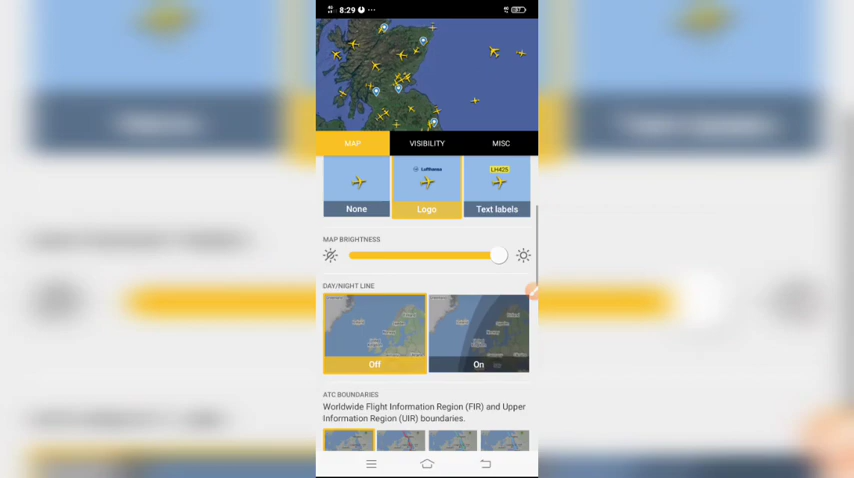 8:29
MAP
VISIBILITY
MISC
Lufthansa
LH425
None
Logo
Text labels
MAP BRIGHTNESS
DAY/NIGHT LINE
Off
On
ATC BOUNDARIES
Worldwide Flight Information Region (FIR) and Upper
Information Region (UIR) boundaries.